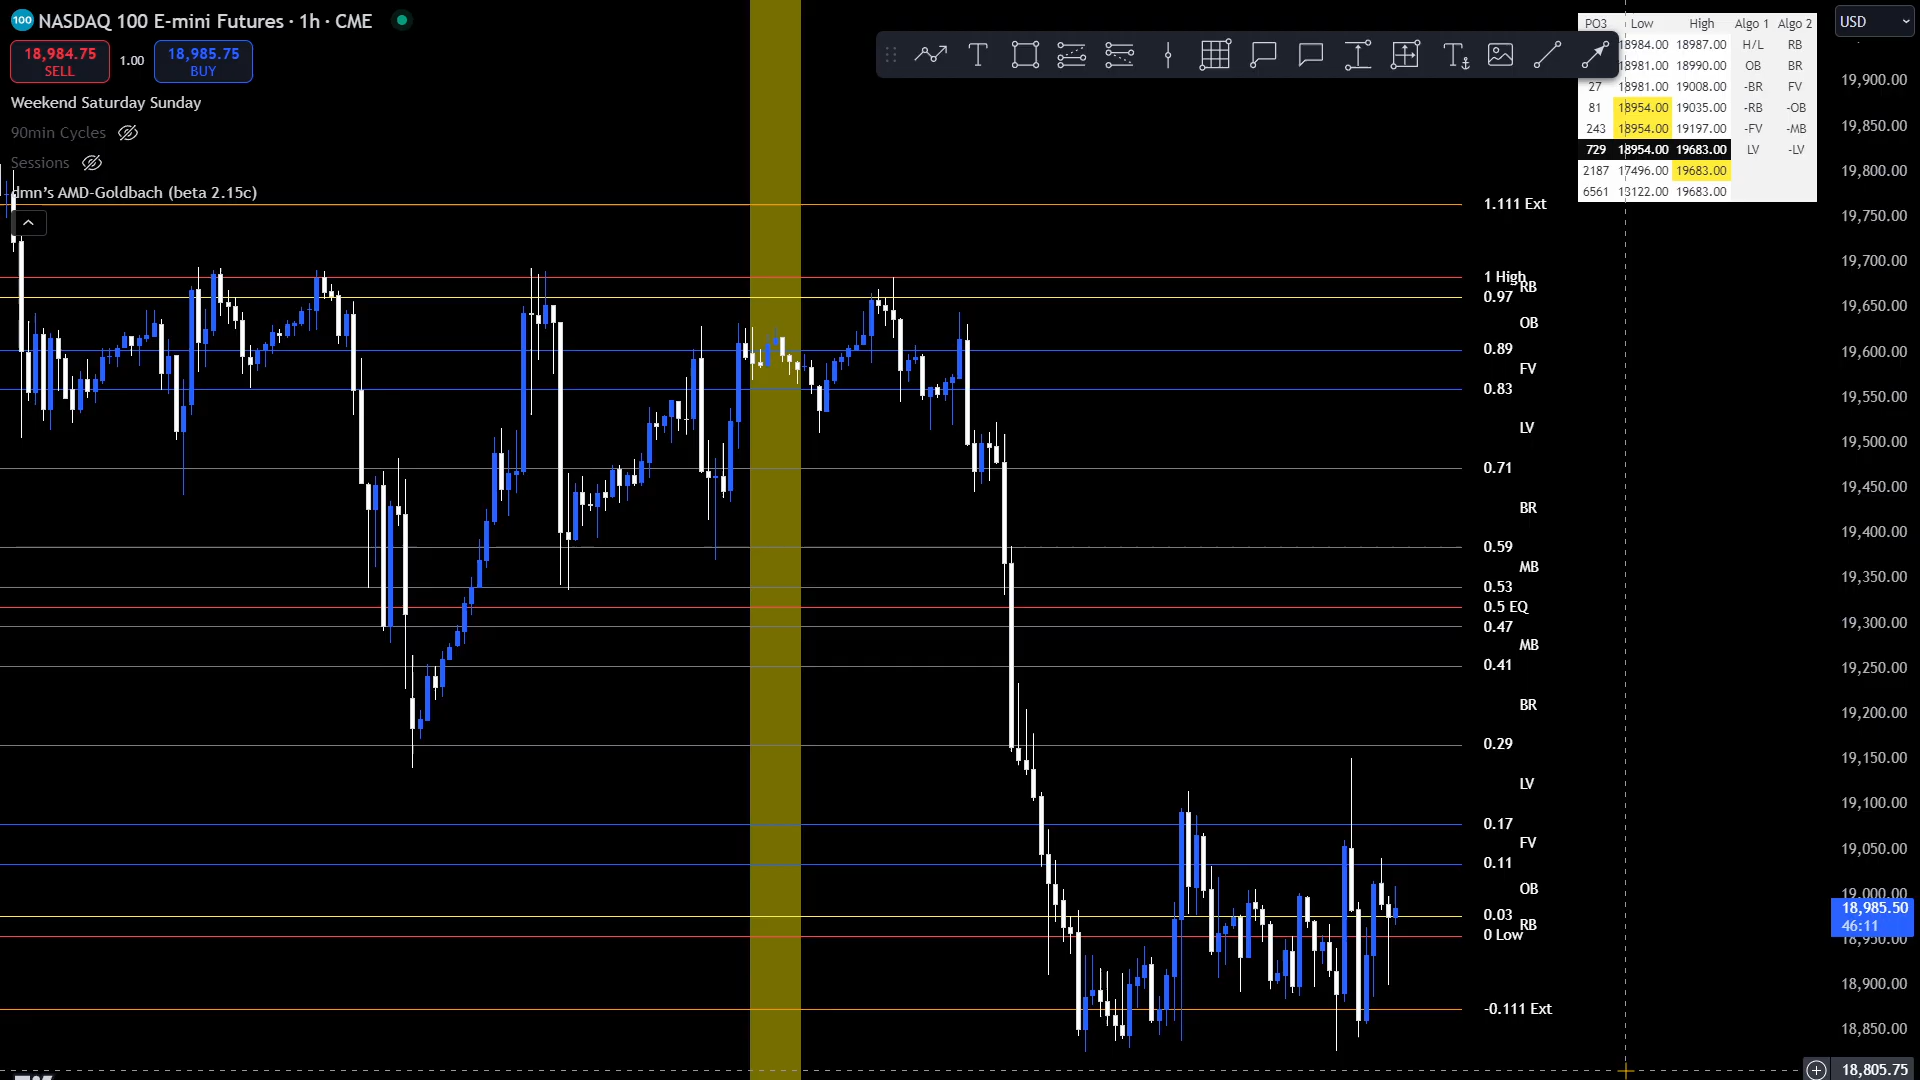 100 NASDAQ 100 E-mini Futures · 1h · CME
18,984.75 SELL 1.00 18,985.75 BUY
Weekend Saturday Sunday
90min Cycles
Sessions
dmn's AMD-Goldbach (beta 2.15c)
PO3 Low High Algo 1 Algo 2
18984.00 18987.00 H/L RB
18981.00 18990.00 OB BR
27 18981.00 19008.00 -BR FV
81 18954.00 19035.00 -RB -OB
243 18954.00 19197.00 -FV -MB
729 18954.00 19683.00 LV -LV
2187 17496.00 19683.00
6561 13122.00 19683.00
USD
1.111 Ext
1 High
RB
0.97
OB
0.89
FV
0.83
LV
0.71
BR
0.59
MB
0.53
0.5 EQ
0.47
MB
0.41
BR
0.29
LV
0.17
FV
0.11
OB
0.03
RB
0 Low
-0.111 Ext
19,900.00
19,850.00
19,800.00
19,750.00
19,700.00
19,650.00
19,600.00
19,550.00
19,500.00
19,450.00
19,400.00
19,350.00
19,300.00
19,250.00
19,200.00
19,150.00
19,100.00
19,050.00
19,000.00
18,985.50
46:11
18,950.00
18,900.00
18,850.00
18,805.75